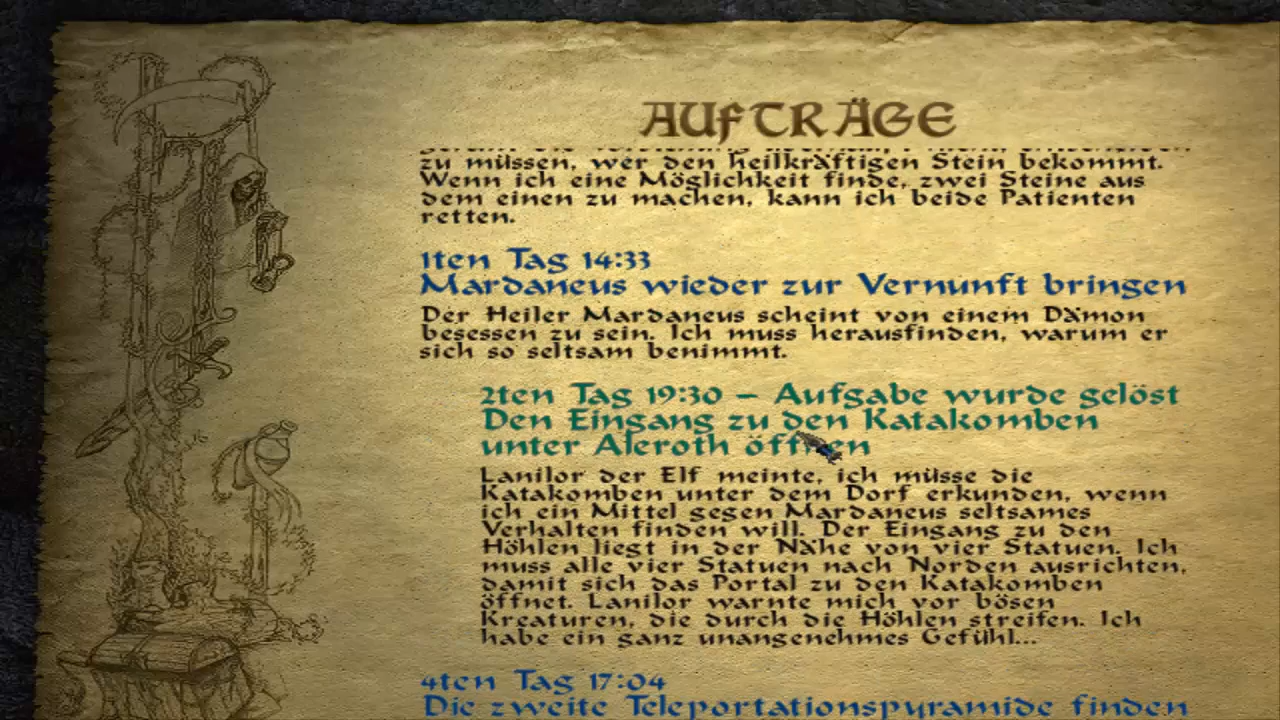 AUFTRÄGE
zu müssen, wer den heilkräftigen Stein bekommt.
Wenn ich eine Möglichkeit finde, zwei Steine aus
dem einen zu machen, kann ich beide Patienten
retten.
1ten Tag 14:33
Mardaneus wieder zur Vernunft bringen
Der Heiler Mardaneus scheint von einem Dämon
besessen zu sein. Ich muss herausfinden, warum er
sich so seltsam benimmt.
2ten Tag 19:30 – Aufgabe wurde gelöst
Den Eingang zu den Katakomben
unter Aleroth öffnen
Lanilor der Elf meinte, ich müsse die
Katakomben unter dem Dorf erkunden, wenn
ich ein Mittel gegen Mardaneus seltsames
Verhalten finden will. Der Eingang zu den
Höhlen liegt in der Nähe von vier Statuen. Ich
muss alle vier Statuen nach Norden ausrichten,
damit sich das Portal zu den Katakomben
öffnet. Lanilor warnte mich vor bösen
Kreaturen, die durch die Höhlen streifen. Ich
habe ein ganz unangenehmes Gefühl...
4ten Tag 17:04
Die zweite Teleportationspyramide finden